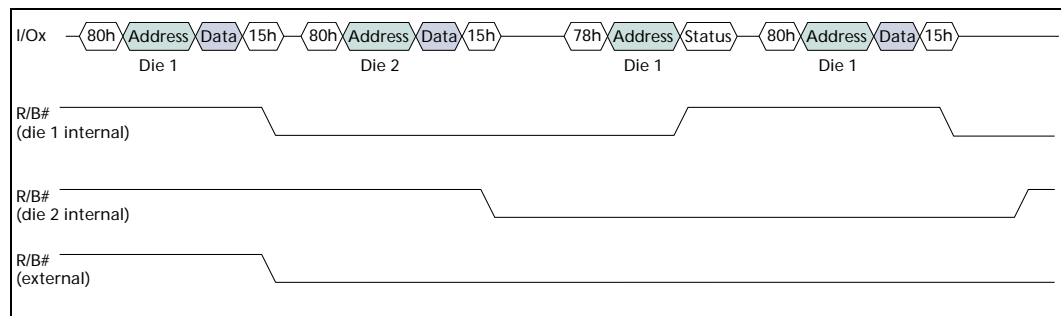 I/Ox 80h Address Data 15h 80h Address Data 15h 78h Address Status 80h Address Data 15h
Die 1 Die 2 Die 1 Die 1
R/B#
(die 1 internal)
R/B#
(die 2 internal)
R/B#
(external)